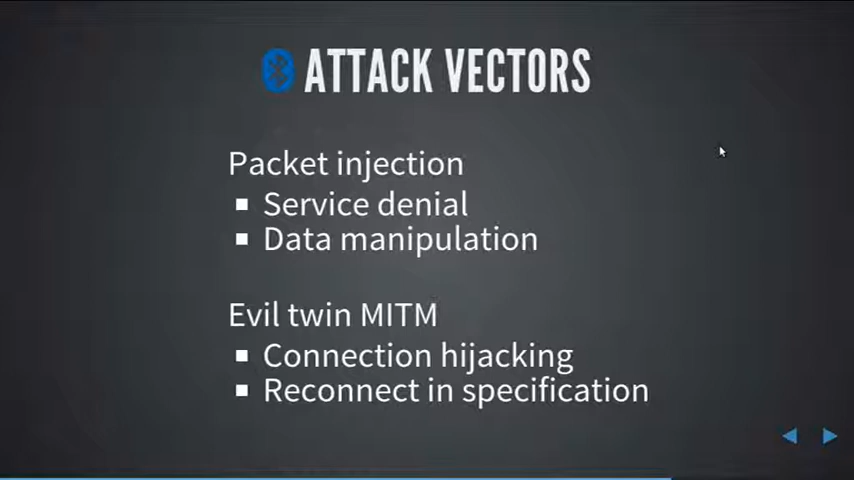 ATTACK VECTORS
Packet injection
Service denial
Data manipulation
Evil twin MITM
Connection hijacking
Reconnect in specification